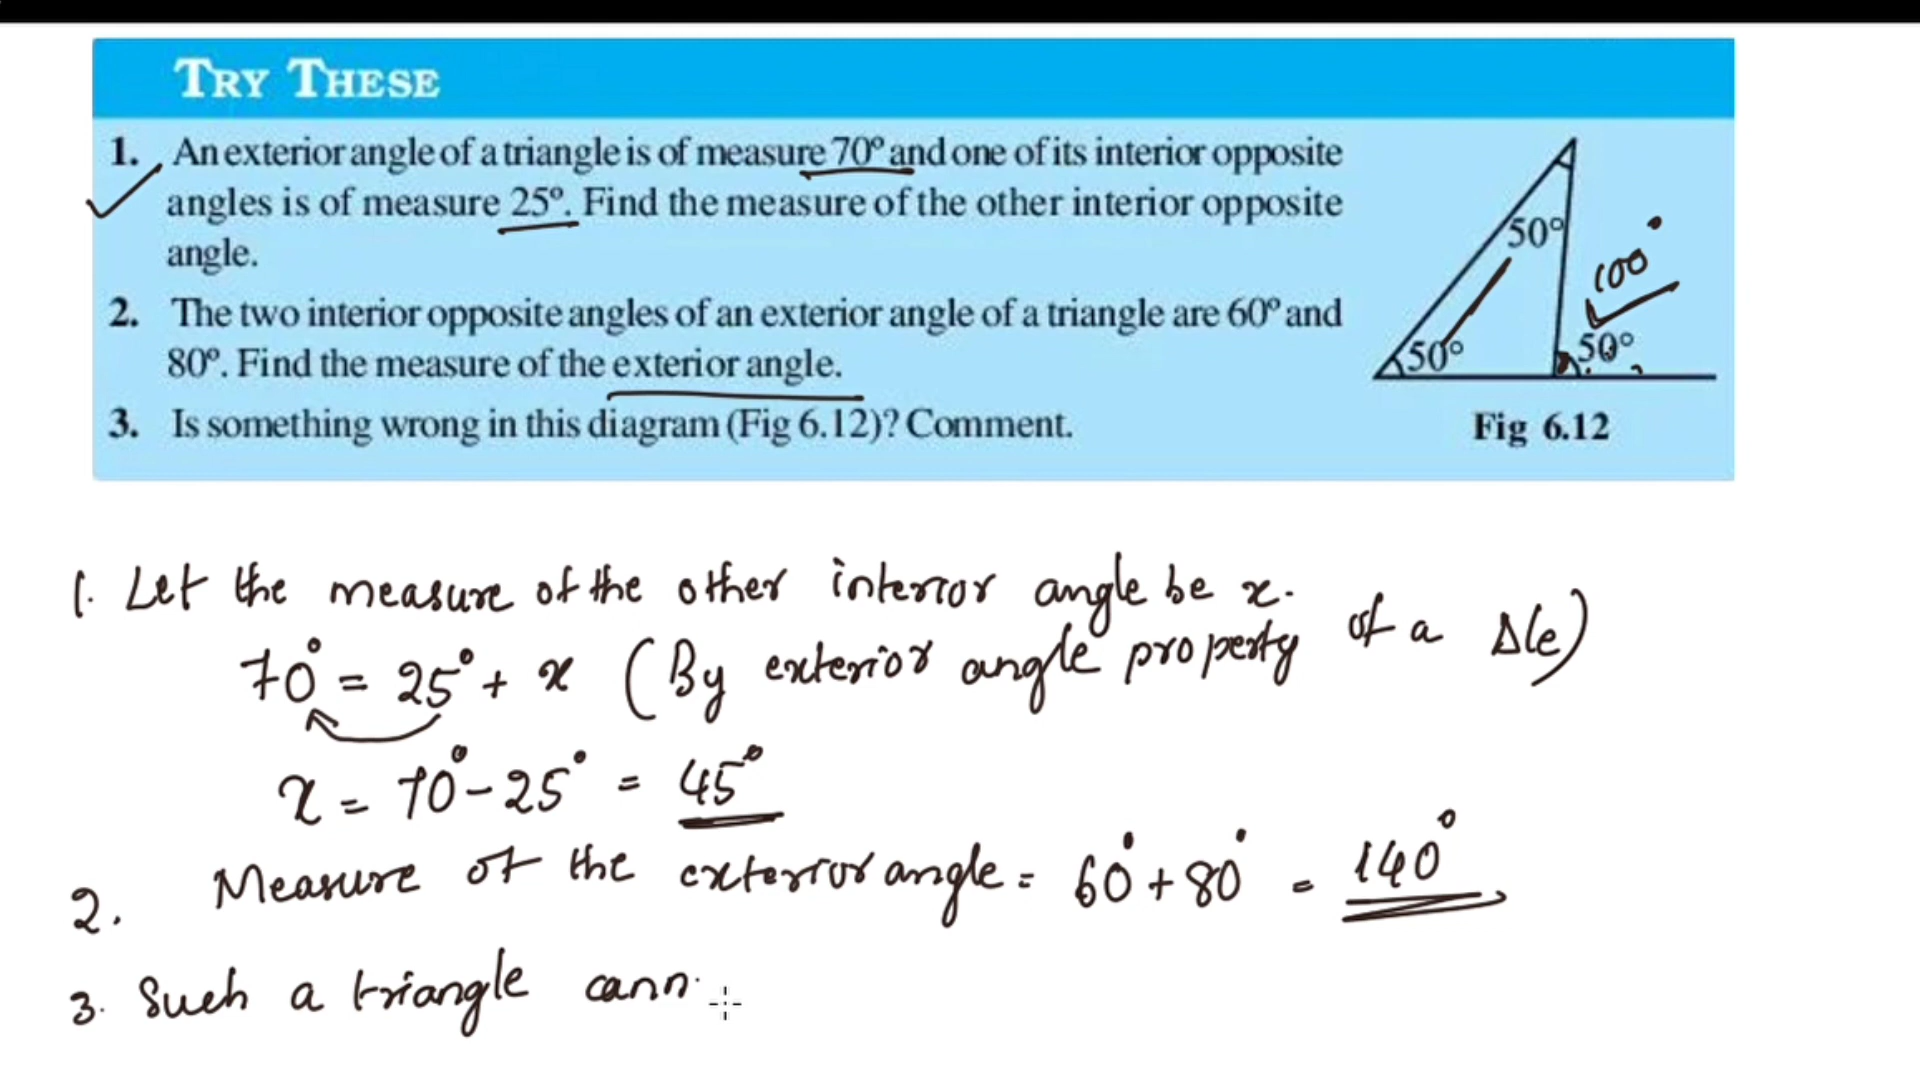 TRY THESE
1. An exterior angle of a triangle is of measure 70° and one of its interior opposite
angles is of measure 25°. Find the measure of the other interior opposite
angle.
2. The two interior opposite angles of an exterior angle of a triangle are 60° and
80°. Find the measure of the exterior angle.
3. Is something wrong in this diagram (Fig 6.12)? Comment.
50°
100°
50°
50°
Fig 6.12
1. Let the measure of the other interior angle be x.
70° = 25° + x (By exterior angle property of a Δle)
x = 70° - 25° = 45°
2. Measure of the exterior angle = 60° + 80° = 140°
3. Such a triangle cann